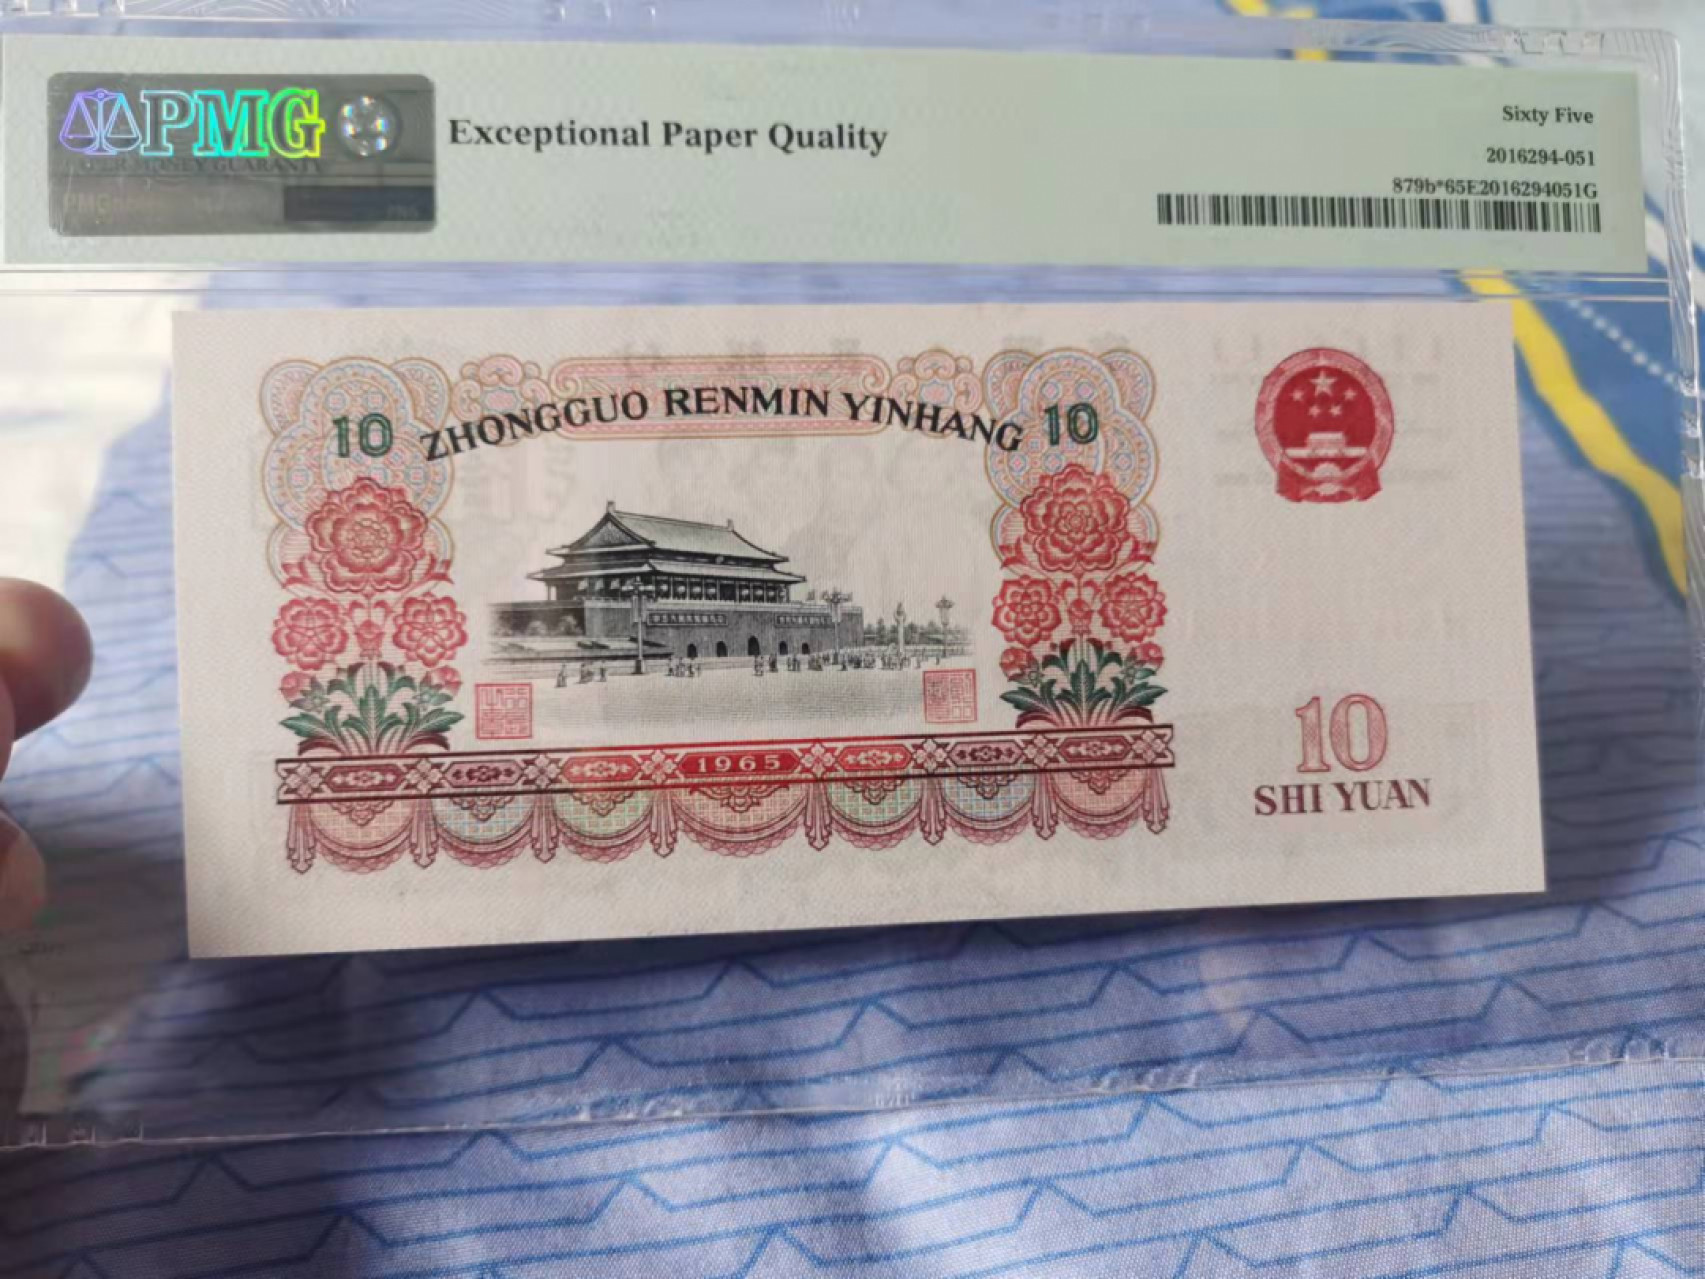 PMG
Exceptional Paper Quality
Sixty Five
2016294-051
879b*65E2016294051G
10 ZHONGGUO RENMIN YINHANG 10
1965
10
SHI YUAN